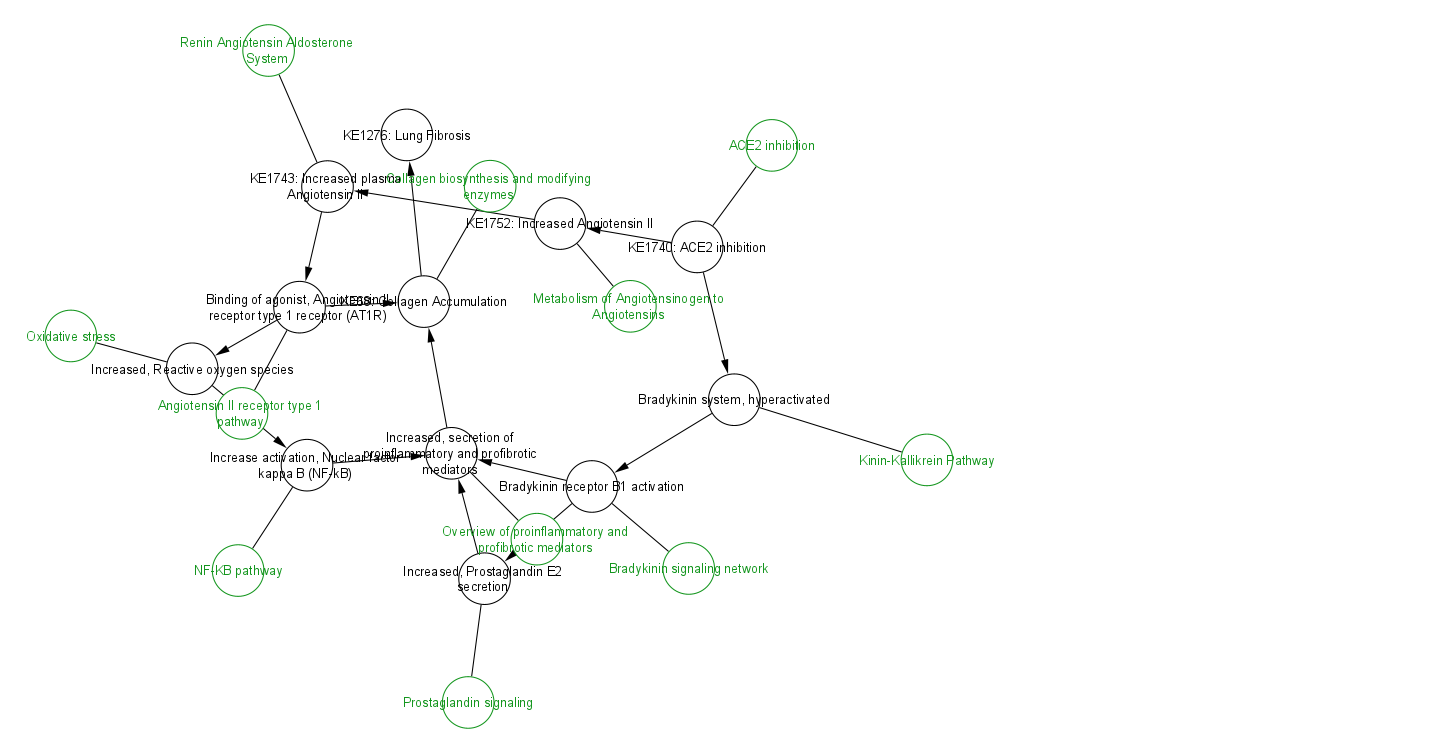 Renin Angiotensin Aldosterone
System
KE1276: Lung Fibrosis
ACE2 inhibition
KE1743: Increased plasma
Angiotensin II
Collagen biosynthesis and modifying
enzymes
KE1752: Increased Angiotensin II
KE1740: ACE2 inhibition
Binding of agonist, Angiotensin II
receptor type 1 receptor (AT1R)
KE68: Collagen Accumulation
Metabolism of Angiotensinogen to
Angiotensins
Oxidative stress
Increased, Reactive oxygen species
Angiotensin II receptor type 1
pathway
Bradykinin system, hyperactivated
Increased, secretion of
proinflammatory and profibrotic
mediators
Increase activation, Nuclear factor
kappa B (NF-kB)
Kinin-Kallikrein Pathway
Bradykinin receptor B1 activation
Overview of proinflammatory and
profibrotic mediators
NF-KB pathway
Increased, Prostaglandin E2
secretion
Bradykinin signaling network
Prostaglandin signaling